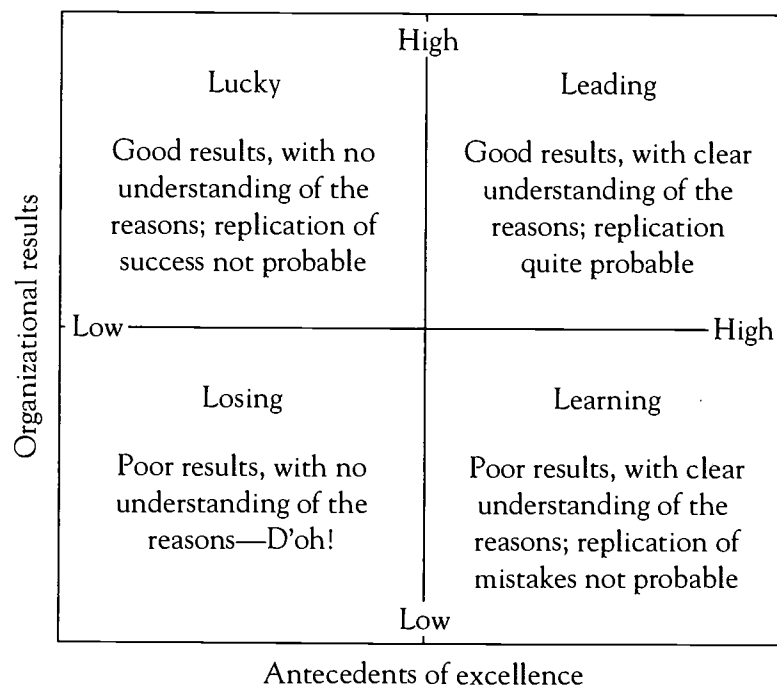 High
Lucky
Good results, with no
understanding of the
reasons; replication of
success not probable
Leading
Good results, with clear
understanding of the
reasons; replication
quite probable
Organizational results
Low
High
Losing
Poor results, with no
understanding of the
reasons—D'oh!
Learning
Poor results, with clear
understanding of the
reasons; replication of
mistakes not probable
Low
Antecedents of excellence